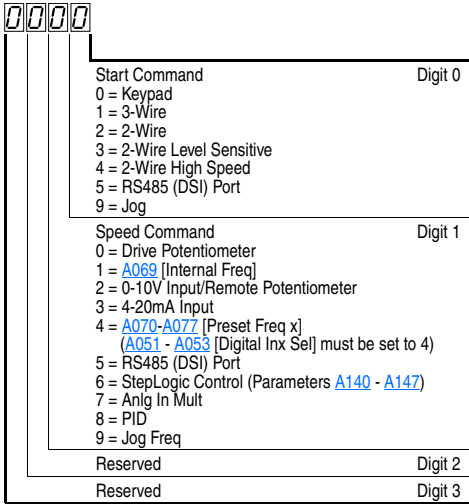 0000
Start Command Digit 0
0 = Keypad
1 = 3-Wire
2 = 2-Wire
3 = 2-Wire Level Sensitive
4 = 2-Wire High Speed
5 = RS485 (DSI) Port
9 = Jog
Speed Command Digit 1
0 = Drive Potentiometer
1 = A069 [Internal Freq]
2 = 0-10V Input/Remote Potentiometer
3 = 4-20mA Input
4 = A070-A077 [Preset Freq x]
(A051 - A053 [Digital Inx Sel] must be set to 4)
5 = RS485 (DSI) Port
6 = StepLogic Control (Parameters A140 - A147)
7 = Anlg In Mult
8 = PID
9 = Jog Freq
Reserved Digit 2
Reserved Digit 3